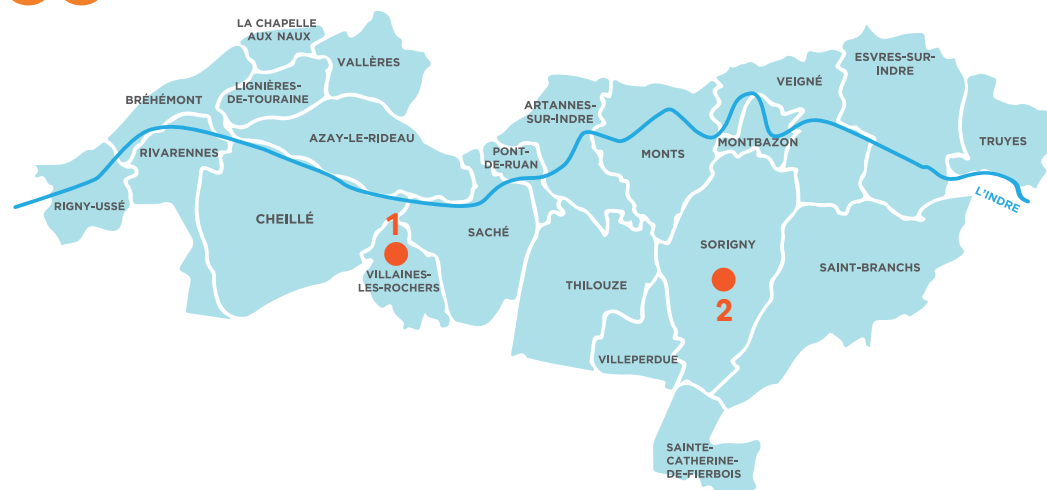 LA CHAPELLE
AUX NAUX
VALLÈRES
LIGNIÈRES-
DE-TOURAINE
BRÉHÉMONT
RIVARENNES
RIGNY-USSÉ
AZAY-LE-RIDEAU
CHEILLÉ
1
VILLAINES-
LES-ROCHERS
SACHÉ
PONT-
DE-RUAN
ARTANNES-
SUR-INDRE
MONTS
THILOUZE
VILLEPERDUE
VEIGNÉ
MONTBAZON
SORIGNY
2
SAINTE-
CATHERINE-
DE-FIERBOIS
ESVRES-SUR-
INDRE
TRUYES
L'INDRE
SAINT-BRANCHS